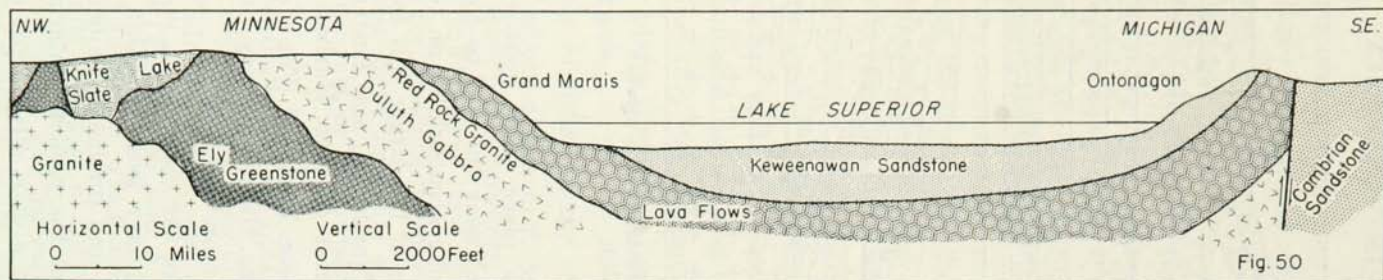 N.W. MINNESOTA MICHIGAN S.E.
Knife Lake
Slate
Red Rock Granite
Duluth Gabbro
Grand Marais
Ontonagon
LAKE SUPERIOR
Granite
Ely
Greenstone
Keweenawan Sandstone
Lava Flows
Cambrian
Sandstone
Horizontal Scale
0 10 Miles
Vertical Scale
0 2000 Feet
Fig. 50